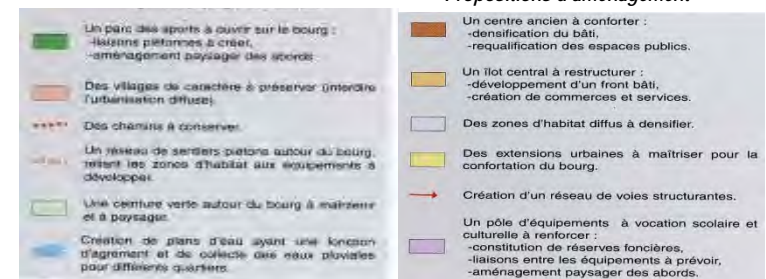 Propositions d'aménagement
Un parc des sports à ouvrir sur le bourg :
-liaisons piétonnes à créer,
-aménagement paysager des abords.
Des villages de caractère à préserver (interdire
l'urbanisation diffuse).
Des chemins à conserver.
Un réseau de sentiers piétons autour du bourg,
reliant les zones d'habitat aux équipements à
développer.
Une ceinture verte autour du bourg à maintenir
et à paysager.
Création de plans d'eau ayant une fonction
d'agrément et de collecte des eaux pluviales
pour différents quartiers.
Un centre ancien à conforter :
-densification du bâti,
-requalification des espaces publics.
Un îlot central à restructurer :
-développement d'un front bâti,
-création de commerces et services.
Des zones d'habitat diffus à densifier.
Des extensions urbaines à maîtriser pour la
confortation du bourg.
Création d'un réseau de voies structurantes.
Un pôle d'équipements à vocation scolaire et
culturelle à renforcer :
-constitution de réserves foncières,
-liaisons entre les équipements à prévoir,
-aménagement paysager des abords.